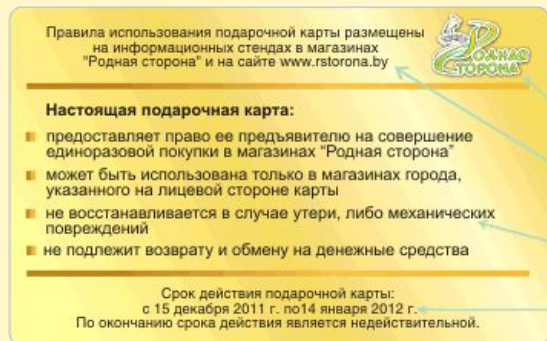 Правила использования подарочной карты размещены
на информационных стендах в магазинах
"Родная сторона" и на сайте www.rstorona.by
Родная
Сторона
Настоящая подарочная карта:
предоставляет право ее предъявителю на совершение
единоразовой покупки в магазинах "Родная сторона"
может быть использована только в магазинах города,
указанного на лицевой стороне карты
не восстанавливается в случае утери, либо механических
повреждений
не подлежит возврату и обмену на денежные средства
Срок действия подарочной карты:
с 15 декабря 2011 г. по14 января 2012 г.
По окончанию срока действия является недействительной.